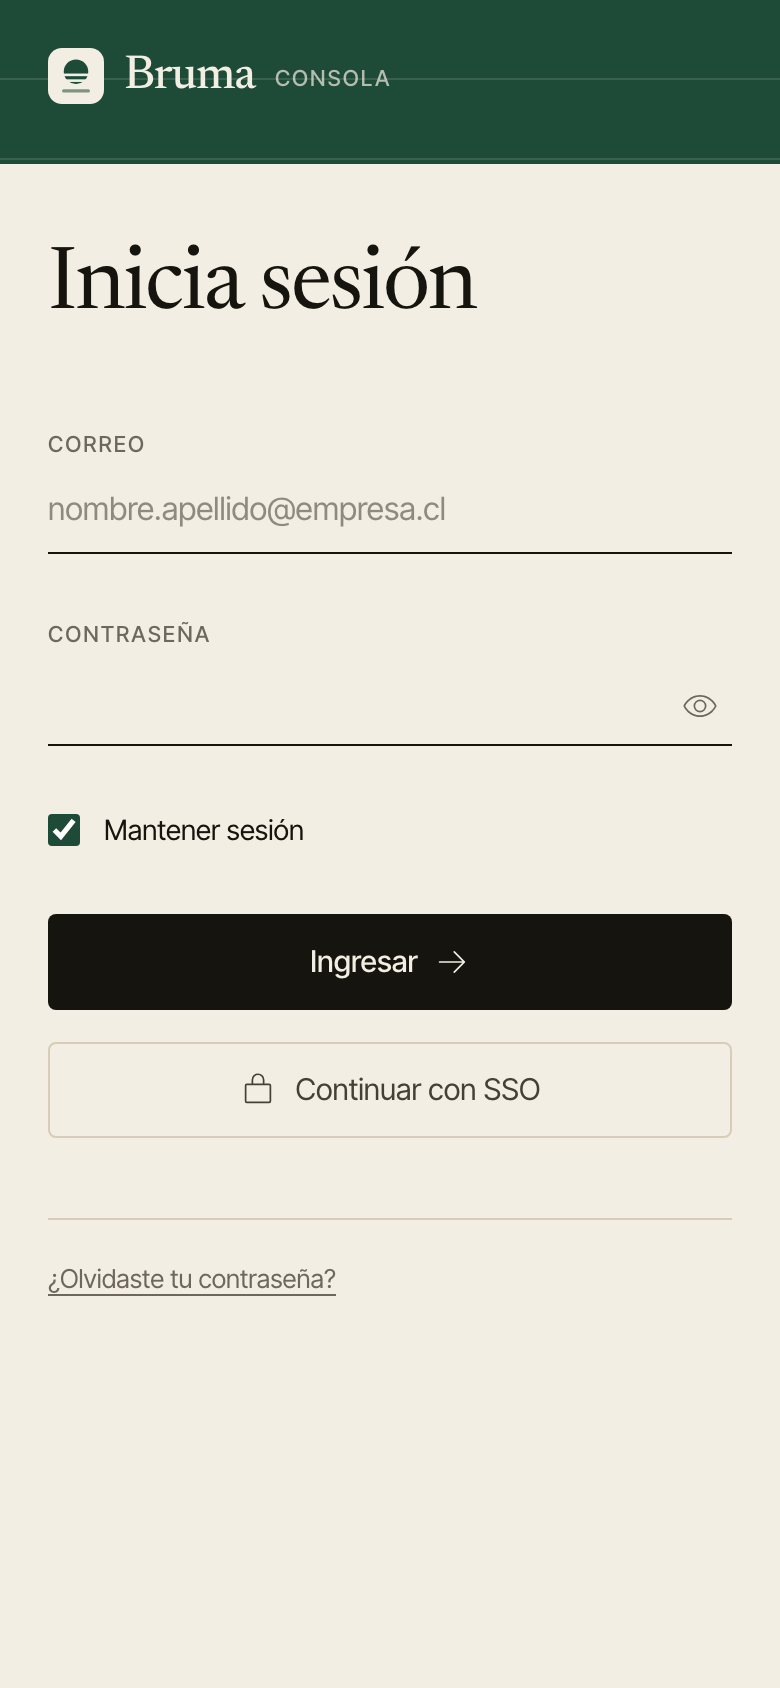 Bruma CONSOLA
Inicia sesión
CORREO
nombre.apellido@empresa.cl
CONTRASEÑA
Mantener sesión
Ingresar
Continuar con SSO
¿Olvidaste tu contraseña?